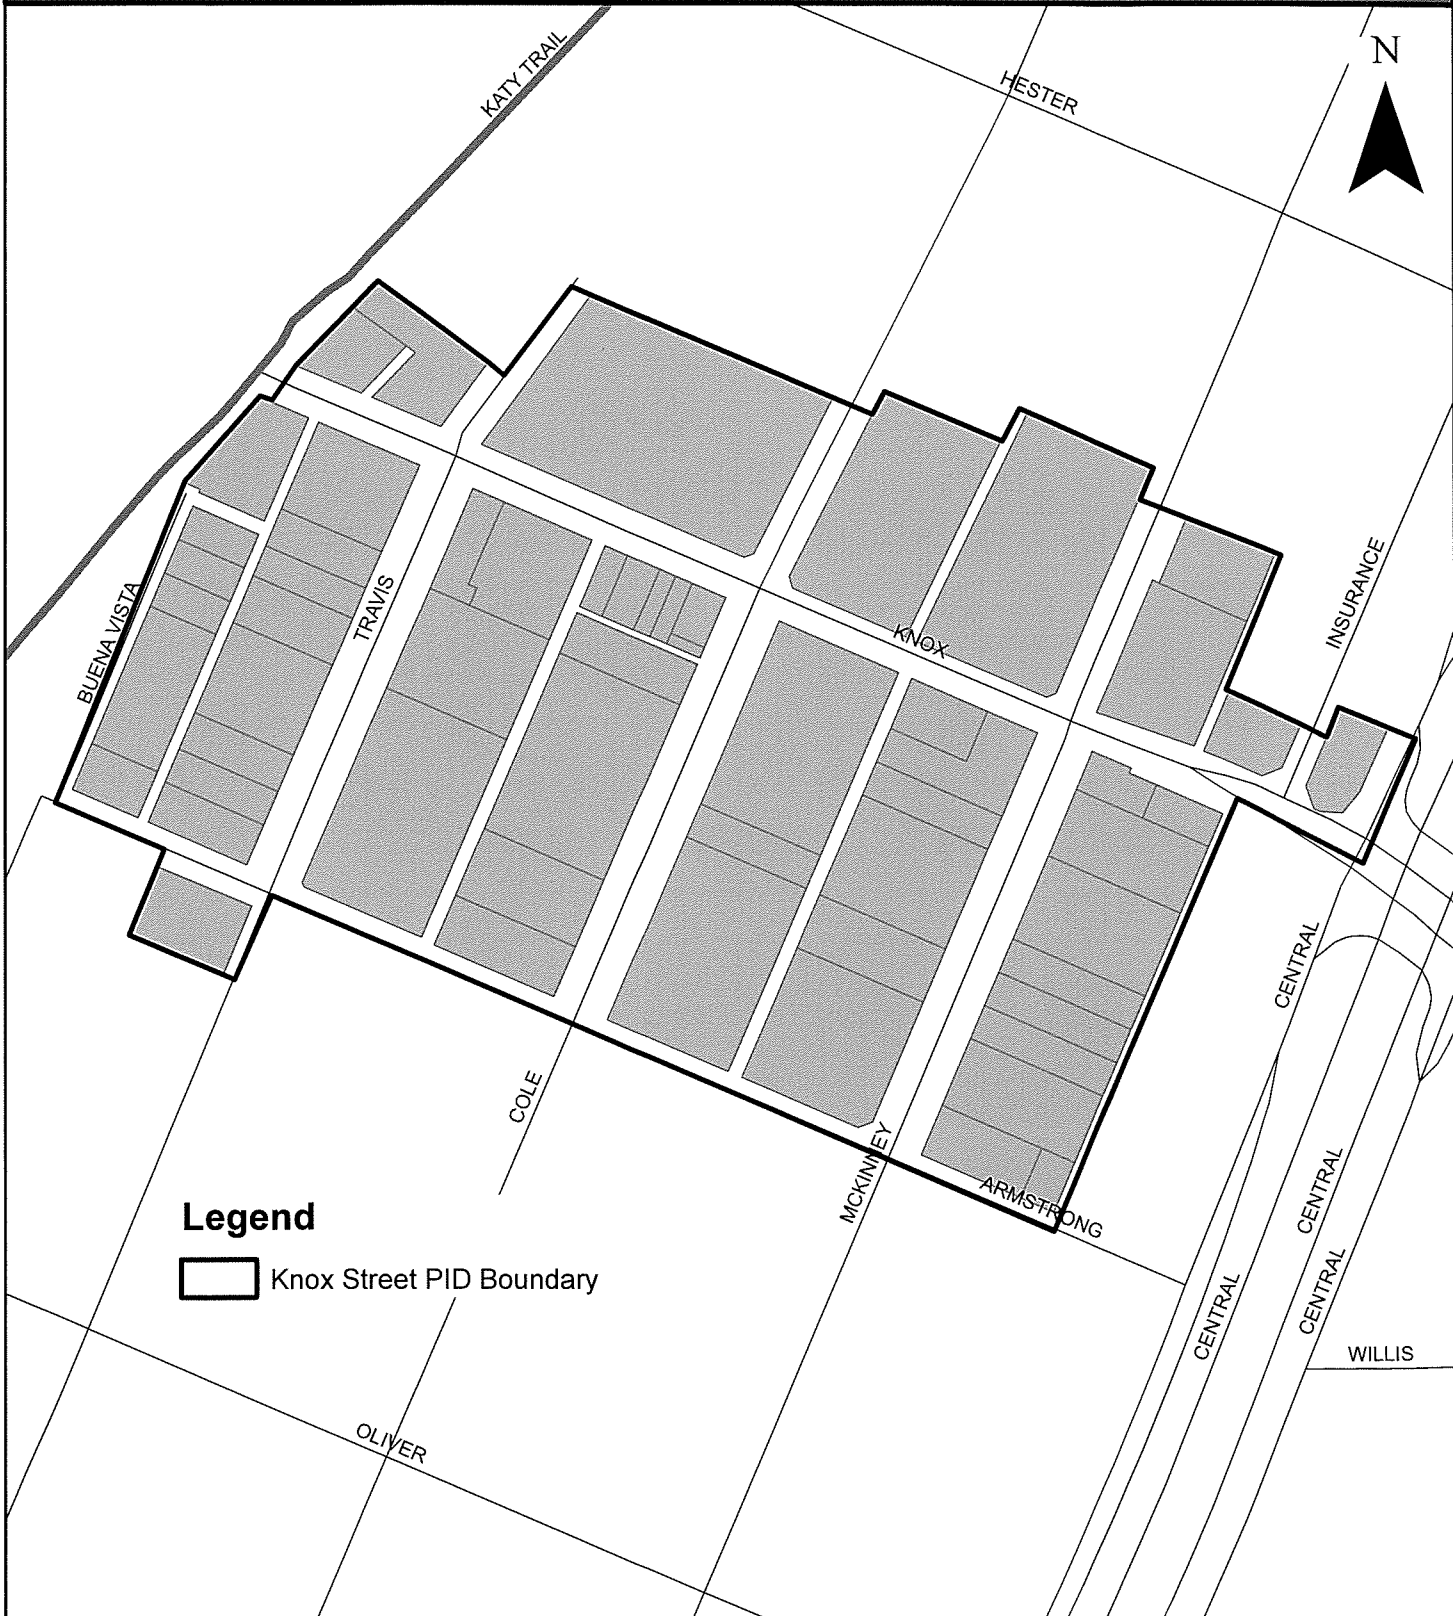 KATY TRAIL
N
HESTER
INSURANCE
BUENA VISTA
TRAVIS
KNOX
CENTRAL
COLE
MCKINNEY
ARMSTRONG
CENTRAL
Legend
Knox Street PID Boundary
CENTRAL
CENTRAL
WILLIS
OLIVER